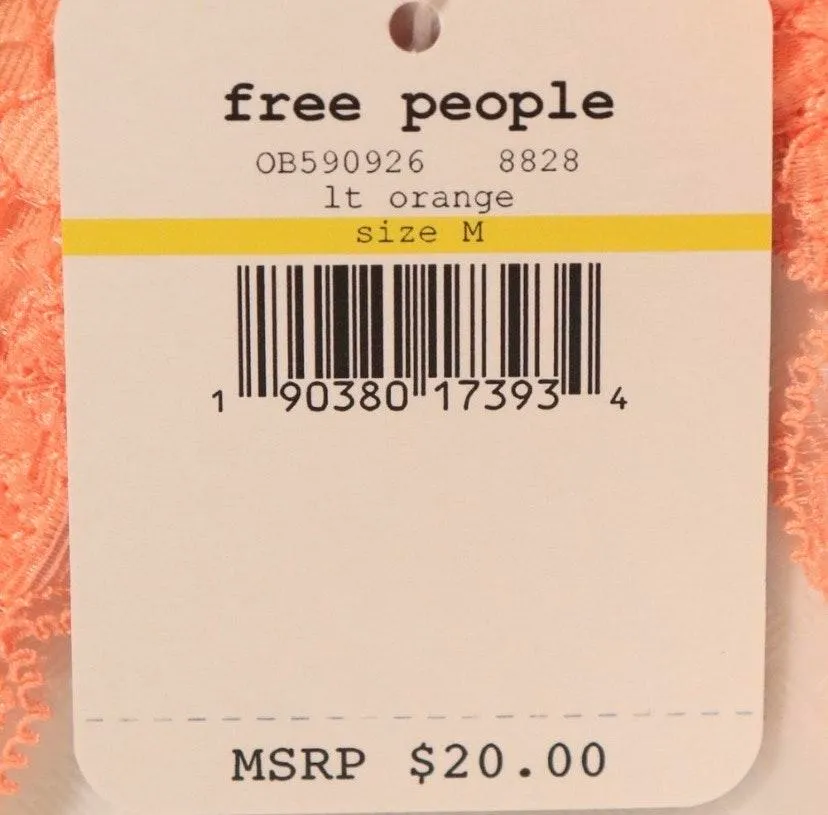 free people
OB590926 8828
lt orange
size M
1 90380 17393 4
MSRP $20.00